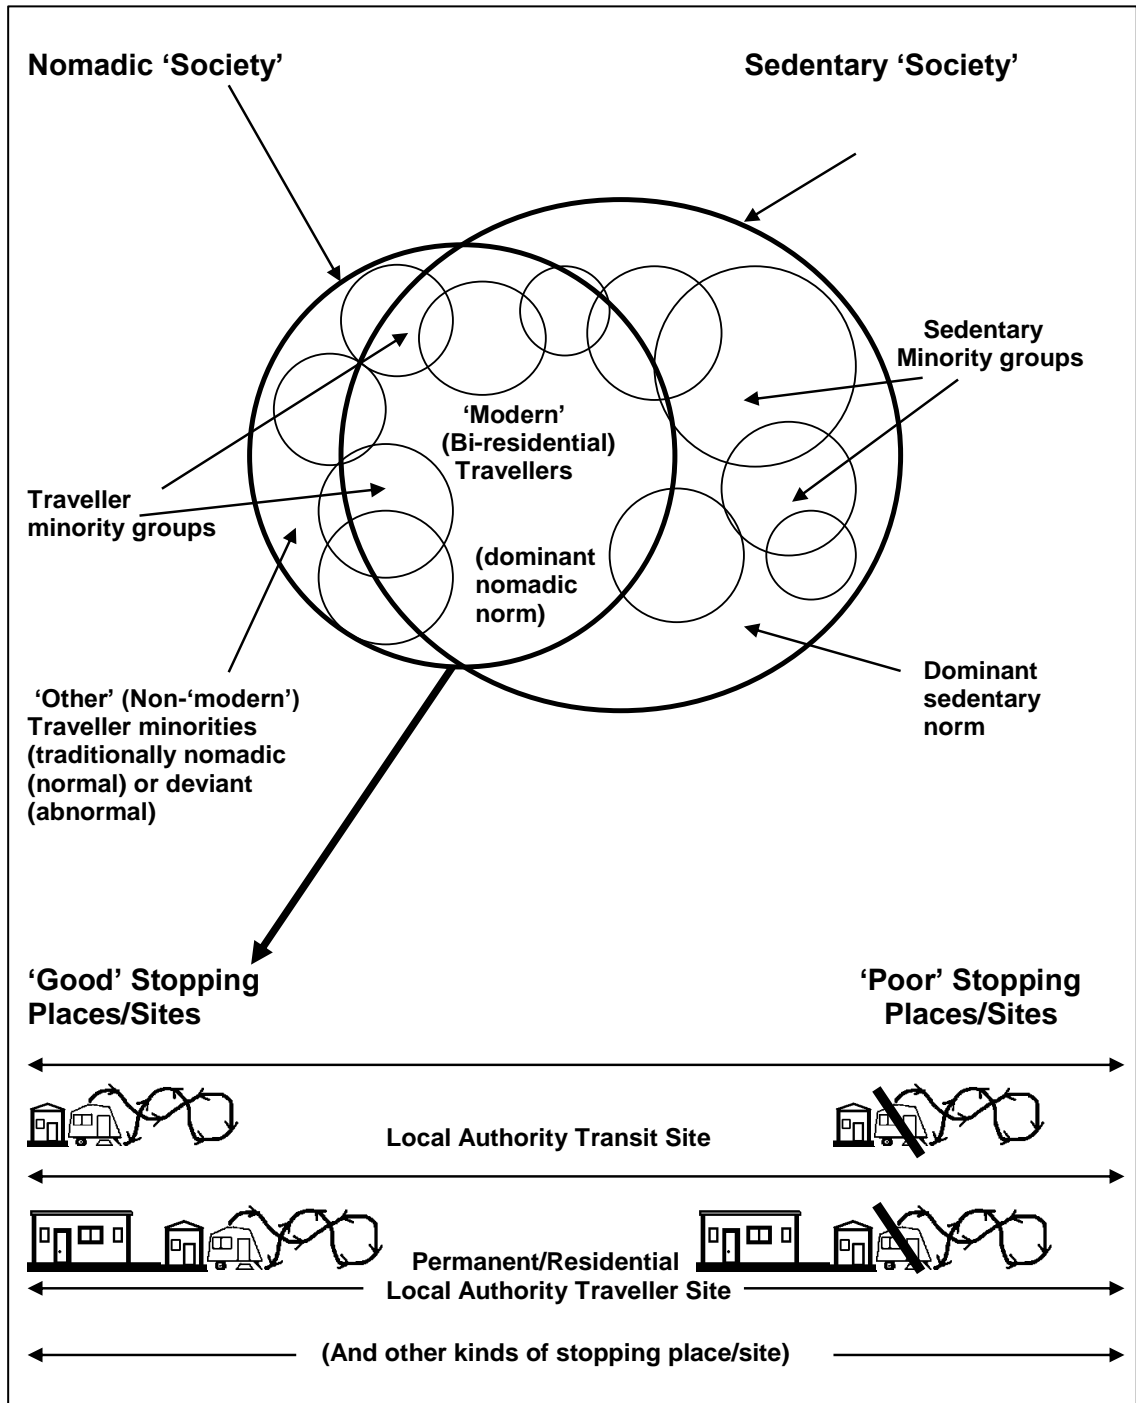 Nomadic ‘Society’
Sedentary ‘Society’
Sedentary
Minority groups
‘Modern’
(Bi-residential)
Travellers
Traveller
minority groups
(dominant
nomadic
norm)
Dominant
sedentary
norm
‘Other’ (Non-‘modern’)
Traveller minorities
(traditionally nomadic
(normal) or deviant
(abnormal)
‘Good’ Stopping
Places/Sites
‘Poor’ Stopping
Places/Sites
Local Authority Transit Site
Permanent/Residential
Local Authority Traveller Site
(And other kinds of stopping place/site)